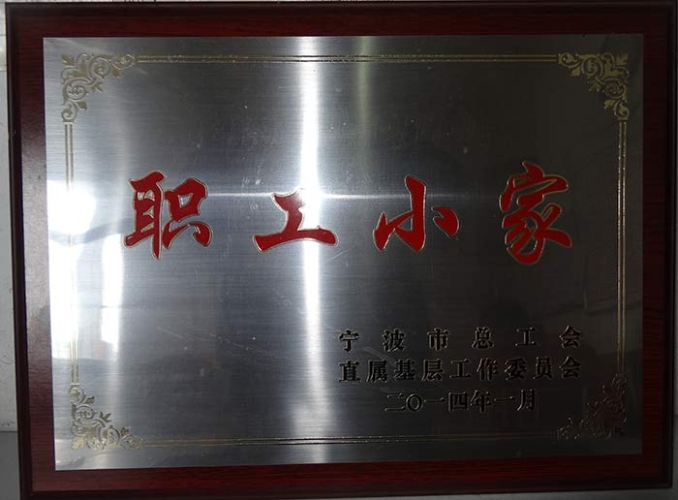 职工小家
宁波市总工会
直属基层工作委员会
二〇一四年一月